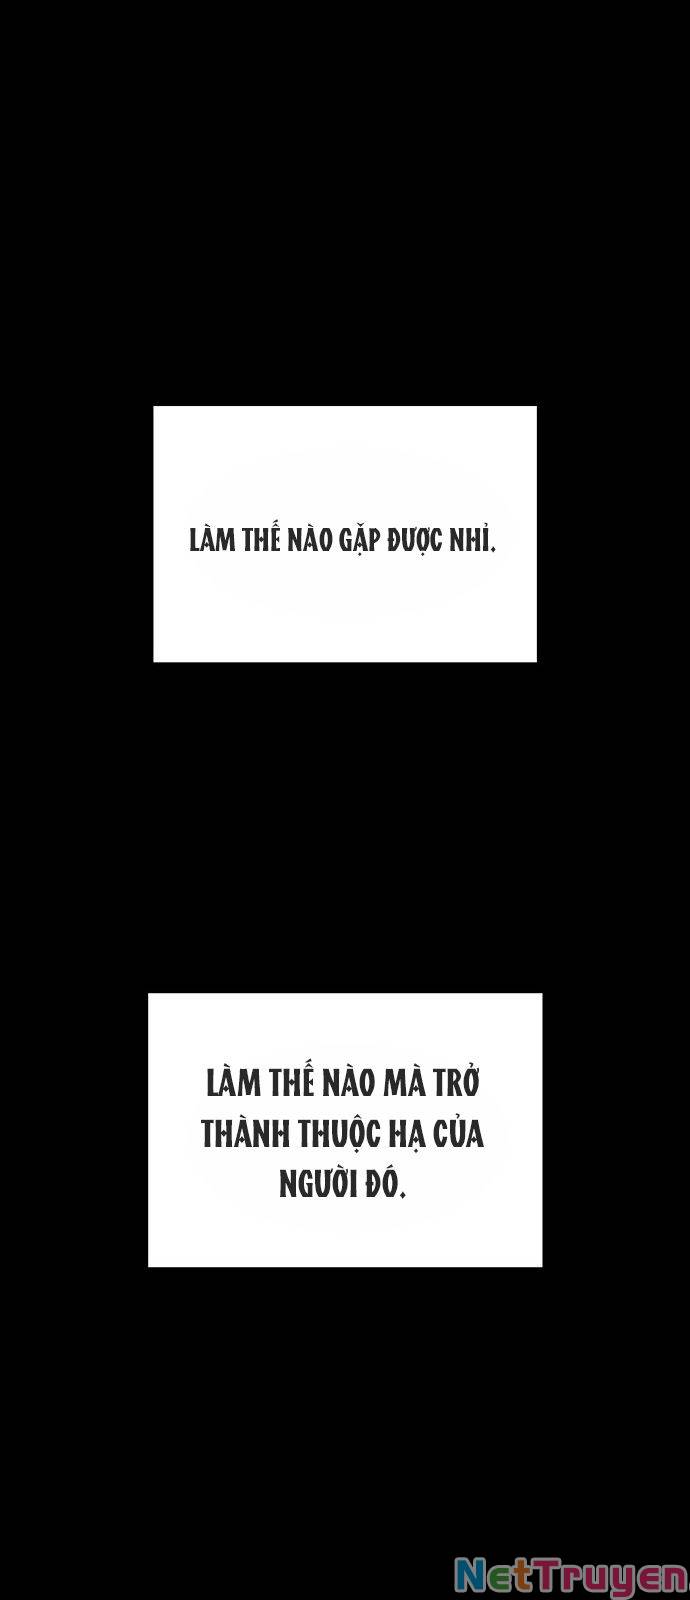 LÀM THẾ NÀO GẶP ĐƯỢC NHỈ.
LÀM THẾ NÀO MÀ TRỞ
THÀNH THUỘC HẠ CỦA
NGƯỜI ĐÓ.
NetTruyen